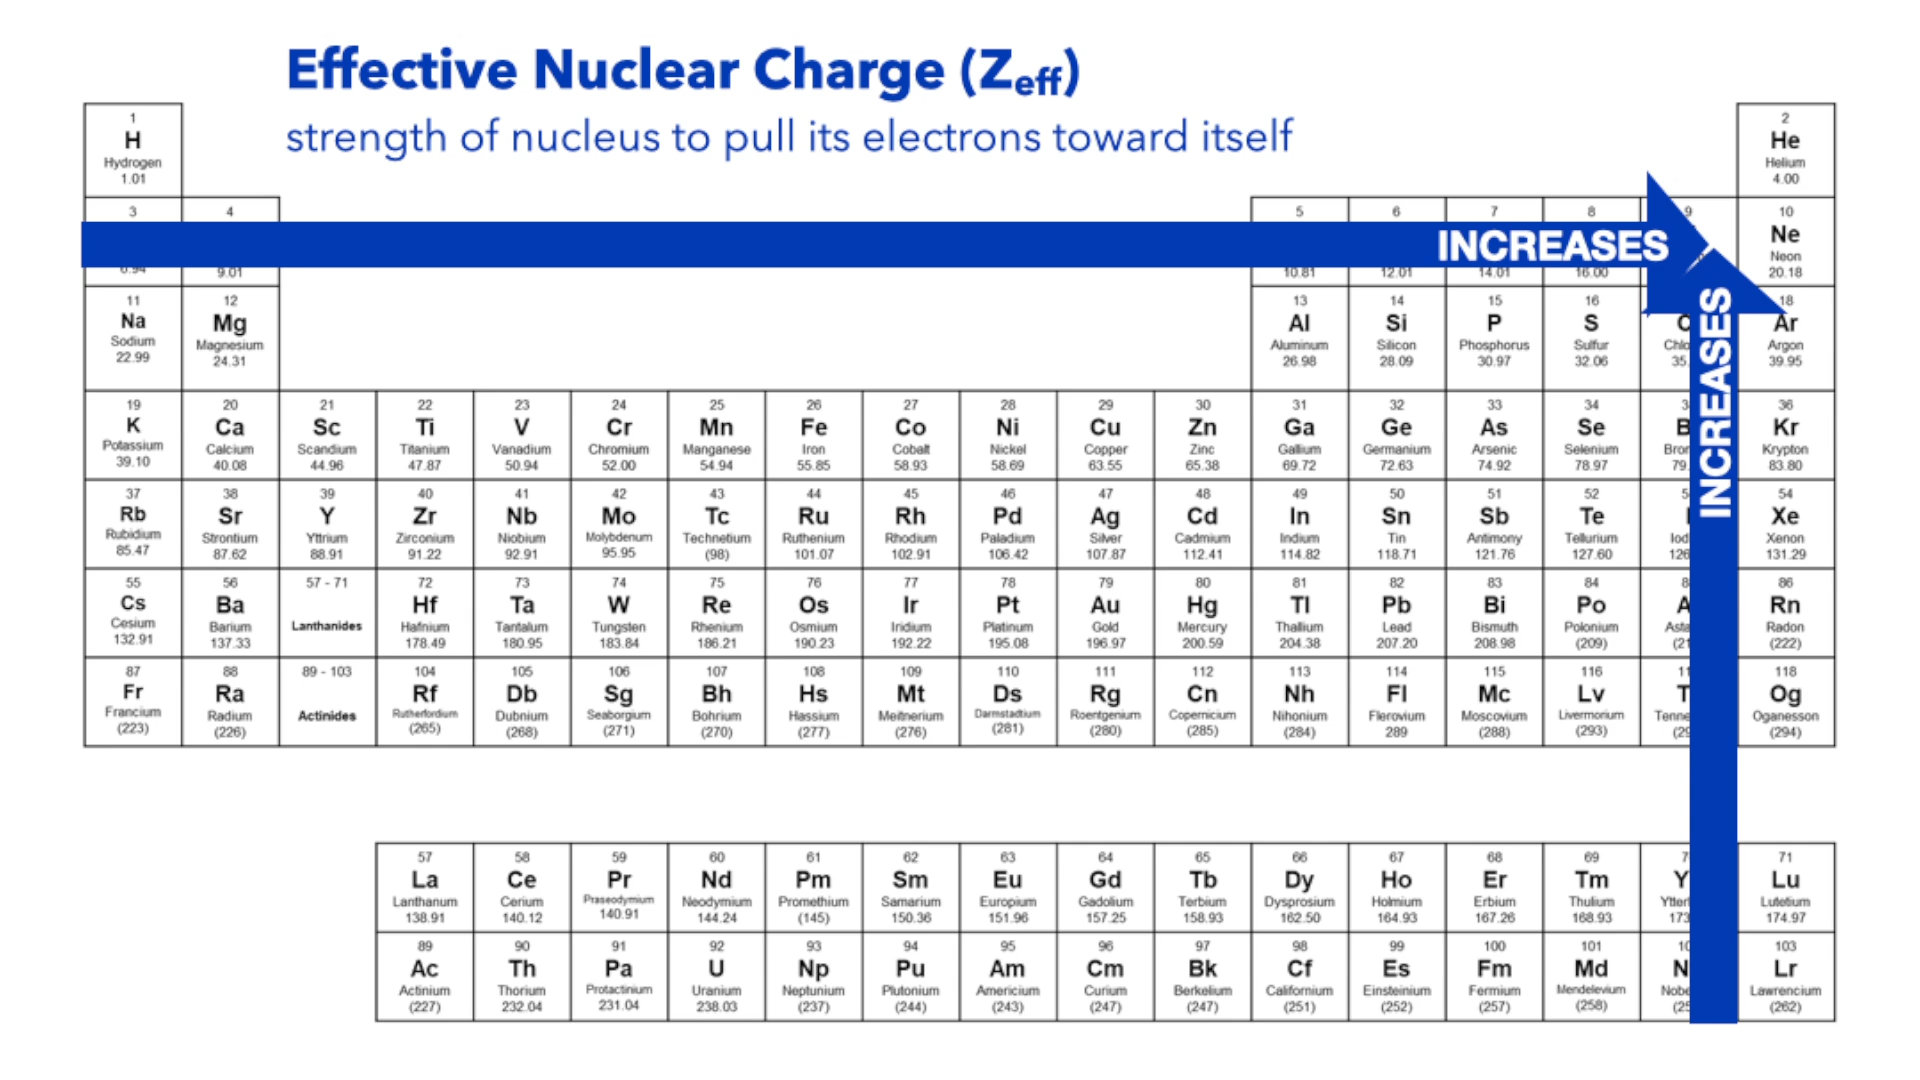 Effective Nuclear Charge (Zeff)
strength of nucleus to pull its electrons toward itself
1 2
H He
Hydrogen Helium
1.01 4.00
3 4 5 6 7 8 9 10
Ne
Neon
INCREASES
9.01 10.81 12.01 14.01 16.00 20.18
INCREASES
11 12 13 14 15 16 18
Na Mg Al Si P S Ar
Sodium Magnesium Aluminum Silicon Phosphorus Sulfur Argon
22.99 24.31 26.98 28.09 30.97 32.06 39.95
19 20 21 22 23 24 25 26 27 28 29 30 31 32 33 34 36
K Ca Sc Ti V Cr Mn Fe Co Ni Cu Zn Ga Ge As Se Kr
Potassium Calcium Scandium Titanium Vanadium Chromium Manganese Iron Cobalt Nickel Copper Zinc Gallium Germanium Arsenic Selenium Krypton
39.10 40.08 44.96 47.87 50.94 52.00 54.94 55.85 58.93 58.69 63.55 65.38 69.72 72.63 74.92 78.97 83.80
37 38 39 40 41 42 43 44 45 46 47 48 49 50 51 52 54
Rb Sr Y Zr Nb Mo Tc Ru Rh Pd Ag Cd In Sn Sb Te Xe
Rubidium Strontium Yttrium Zirconium Niobium Molybdenum Technetium Ruthenium Rhodium Paladium Silver Cadmium Indium Tin Antimony Tellurium Xenon
85.47 87.62 88.91 91.22 92.91 95.95 (98) 101.07 102.91 106.42 107.87 112.41 114.82 118.71 121.76 127.60 131.29
55 56 57 - 71 72 73 74 75 76 77 78 79 80 81 82 83 84 86
Cs Ba Hf Ta W Re Os Ir Pt Au Hg Tl Pb Bi Po Rn
Cesium Barium Lanthanides Hafnium Tantalum Tungsten Rhenium Osmium Iridium Platinum Gold Mercury Thallium Lead Bismuth Polonium Radon
132.91 137.33 178.49 180.95 183.84 186.21 190.23 192.22 195.08 196.97 200.59 204.38 207.20 208.98 (209) (222)
87 88 89 - 103 104 105 106 107 108 109 110 111 112 113 114 115 116 118
Fr Ra Rf Db Sg Bh Hs Mt Ds Rg Cn Nh Fl Mc Lv Og
Francium Radium Actinides Rutherfordium Dubnium Seaborgium Bohrium Hassium Meitnerium Darmstadtium Roentgenium Copernicium Nihonium Flerovium Moscovium Livermorium Oganesson
(223) (226) (265) (268) (271) (270) (277) (276) (281) (280) (285) (284) 289 (288) (293) (294)
57 58 59 60 61 62 63 64 65 66 67 68 69 71
La Ce Pr Nd Pm Sm Eu Gd Tb Dy Ho Er Tm Lu
Lanthanum Cerium Praseodymium Neodymium Promethium Samarium Europium Gadolium Terbium Dysprosium Holmium Erbium Thulium Lutetium
138.91 140.12 140.91 144.24 (145) 150.36 151.96 157.25 158.93 162.50 164.93 167.26 168.93 174.97
89 90 91 92 93 94 95 96 97 98 99 100 101 103
Ac Th Pa U Np Pu Am Cm Bk Cf Es Fm Md Lr
Actinium Thorium Protactinium Uranium Neptunium Plutonium Americium Curium Berkelium Californium Einsteinium Fermium Mendelevium Lawrencium
(227) 232.04 231.04 238.03 (237) (244) (243) (247) (247) (251) (252) (257) (258) (262)